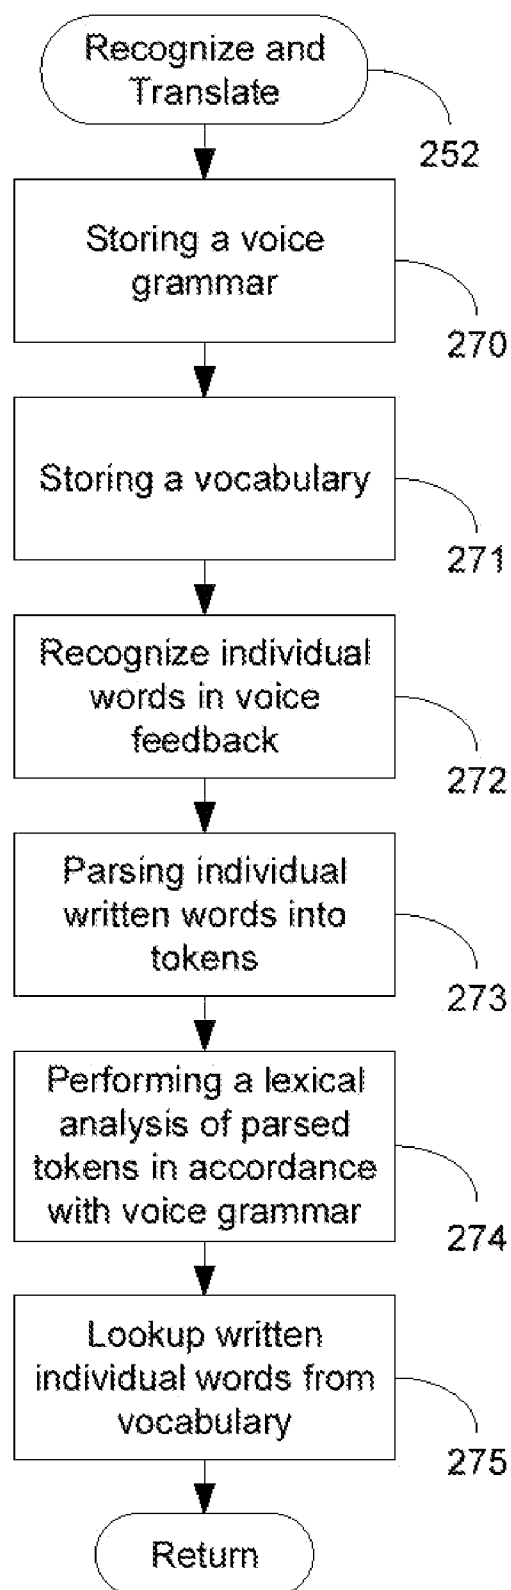 Recognize and
Translate
252
Storing a voice
grammar
270
Storing a vocabulary
271
Recognize individual
words in voice
feedback
272
Parsing individual
written words into
tokens
273
Performing a lexical
analysis of parsed
tokens in accordance
with voice grammar
274
Lookup written
individual words from
vocabulary
275
Return